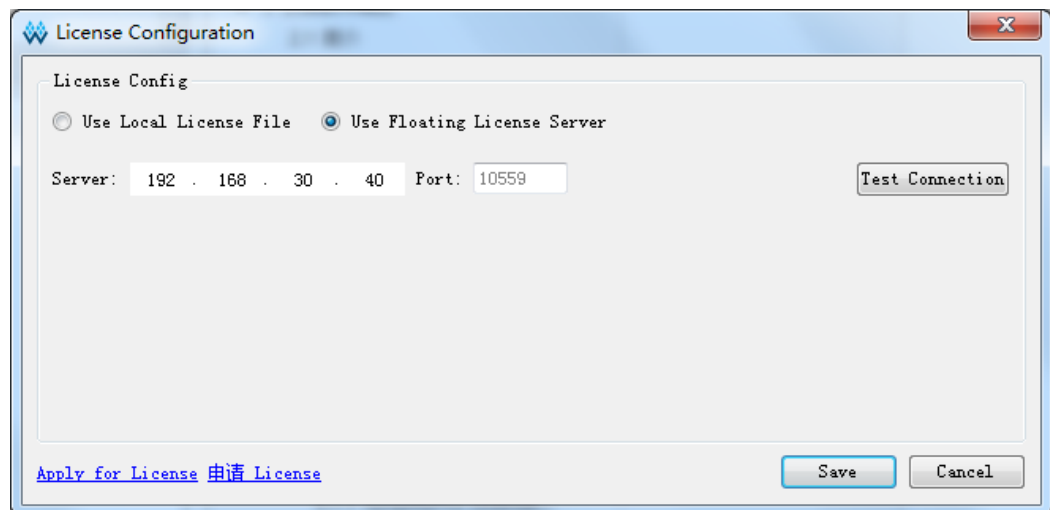 License Configuration
License Config
Use Local License File Use Floating License Server
Server: 192 . 168 . 30 . 40 Port: 10559 Test Connection
Apply for License 申请 License Save Cancel